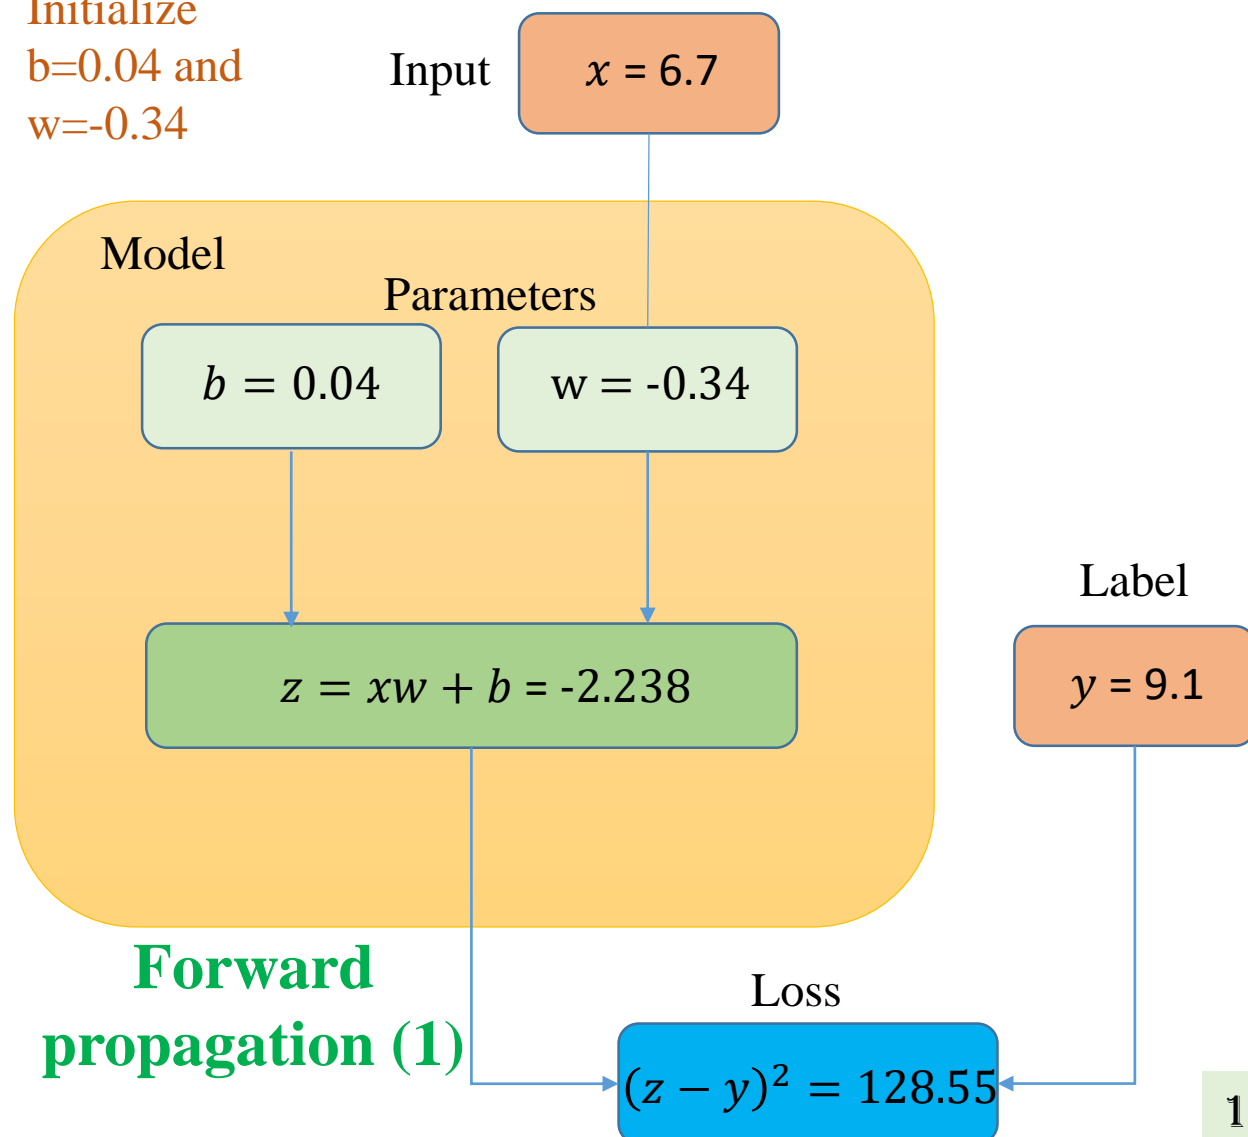 Initialize
b=0.04 and
w=-0.34
Input
x = 6.7
Model
Parameters
b = 0.04
w = -0.34
z = xw + b = -2.238
Label
y = 9.1
Forward
propagation (1)
Loss
(z − y)² = 128.55
1